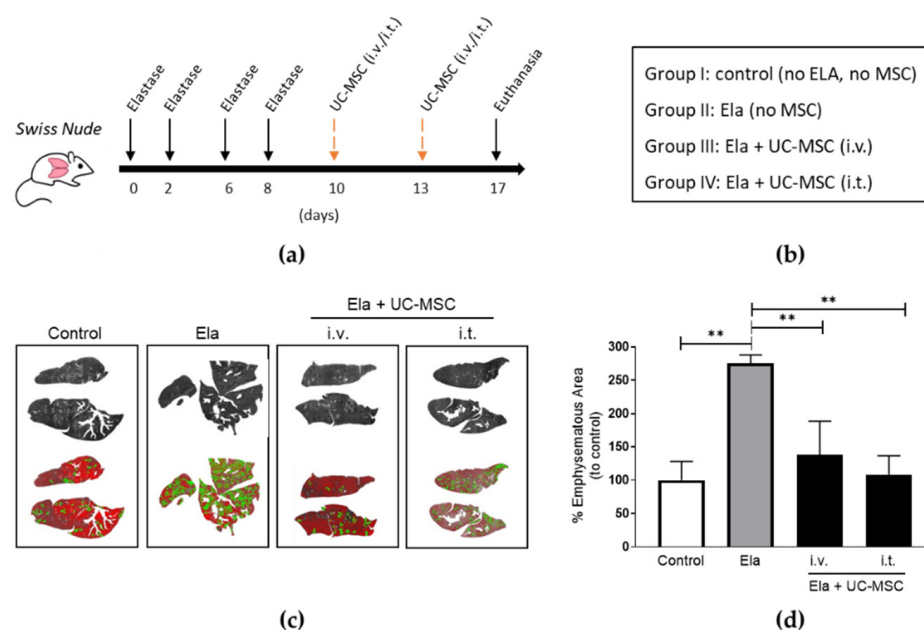 Elastase
Elastase
Elastase
Elastase
UC-MSC (i.v./i.t.)
UC-MSC (i.v./i.t)
Euthanasia
Swiss Nude
0 2 6 8 10 13 17
(days)
(a)
Group I: control (no ELA, no MSC)
Group II: Ela (no MSC)
Group III: Ela + UC-MSC (i.v.)
Group IV: Ela + UC-MSC (i.t.)
(b)
Ela + UC-MSC
Control Ela i.v. i.t.
(c)
% Emphysematous Area
(to control)
300
250
200
150
100
50
0
**
**
**
Control Ela i.v. i.t.
Ela + UC-MSC
(d)